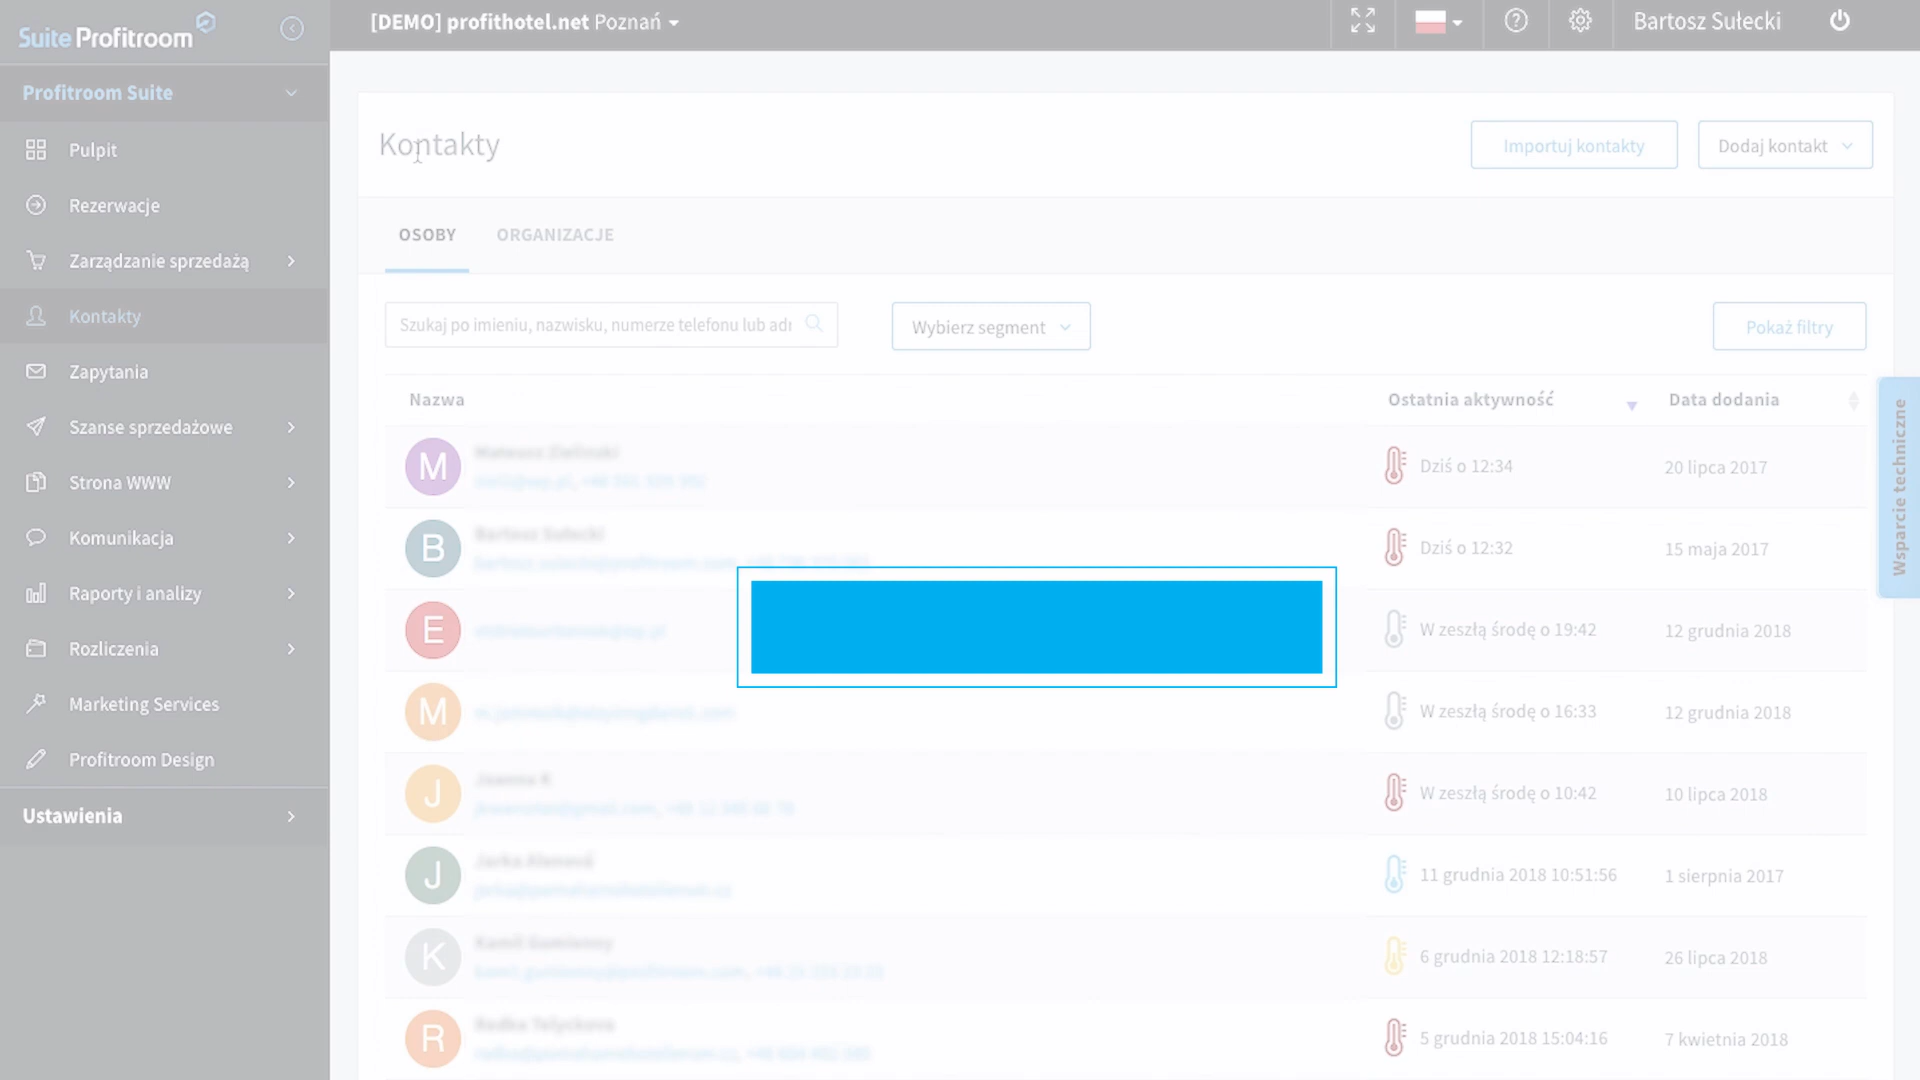 Suite Profitroom
[DEMO] profithotel.net Poznań
Bartosz Sułecki
Profitroom Suite
Pulpit
Rezerwacje
Zarządzanie sprzedażą
Kontakty
Zapytania
Szanse sprzedażowe
Strona WWW
Komunikacja
Raporty i analizy
Rozliczenia
Marketing Services
Profitroom Design
Ustawienia
Kontakty
Importuj kontakty
Dodaj kontakt
OSOBY ORGANIZACJE
Szukaj po imieniu, nazwisku, numerze telefonu lub adr
Wybierz segment
Pokaż filtry
Nazwa Ostatnia aktywność Data dodania
M Dziś o 12:34 20 lipca 2017
B Dziś o 12:32 15 maja 2017
E W zeszłą środę o 19:42 12 grudnia 2018
M W zeszłą środę o 16:33 12 grudnia 2018
J W zeszłą środę o 10:42 10 lipca 2018
J 11 grudnia 2018 10:51:56 1 sierpnia 2017
K 6 grudnia 2018 12:18:57 26 lipca 2018
R 5 grudnia 2018 15:04:16 7 kwietnia 2018
Wsparcie techniczne